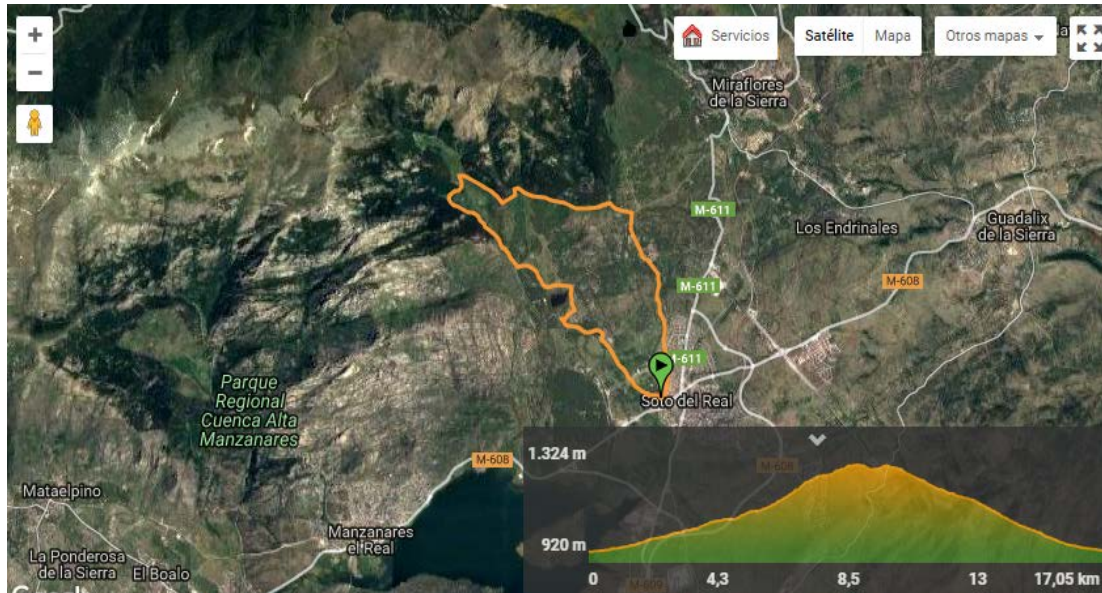 +
−
Servicios
Satélite
Mapa
Otros mapas
Miraflores
de la Sierra
M-611
Los Endrinales
Guadalix
de la Sierra
M-608
M-611
M-611
Soto del Real
Parque
Regional
Cuenca Alta
Manzanares
M-608
Mataelpino
Manzanares
el Real
La Ponderosa
de la Sierra
El Boalo
1.324 m
M-608
920 m
0
4,3
8,5
13
17,05 km